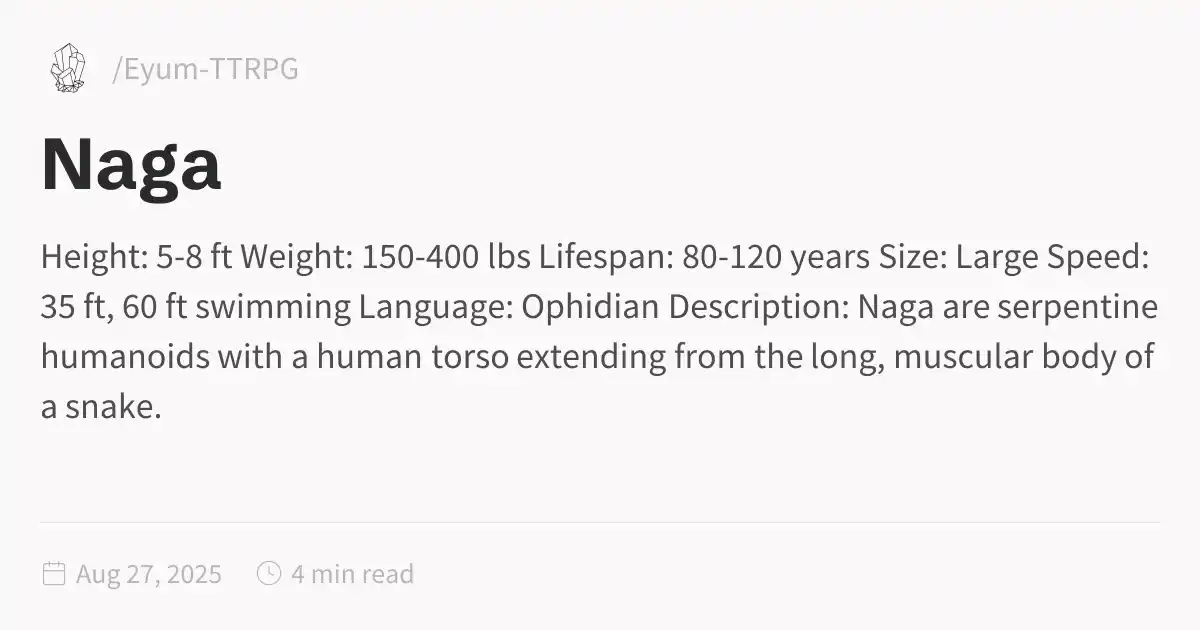 /Eyum-TTRPG
Naga
Height: 5-8 ft Weight: 150-400 lbs Lifespan: 80-120 years Size: Large Speed:
35 ft, 60 ft swimming Language: Ophidian Description: Naga are serpentine
humanoids with a human torso extending from the long, muscular body of
a snake.
Aug 27, 2025 4 min read